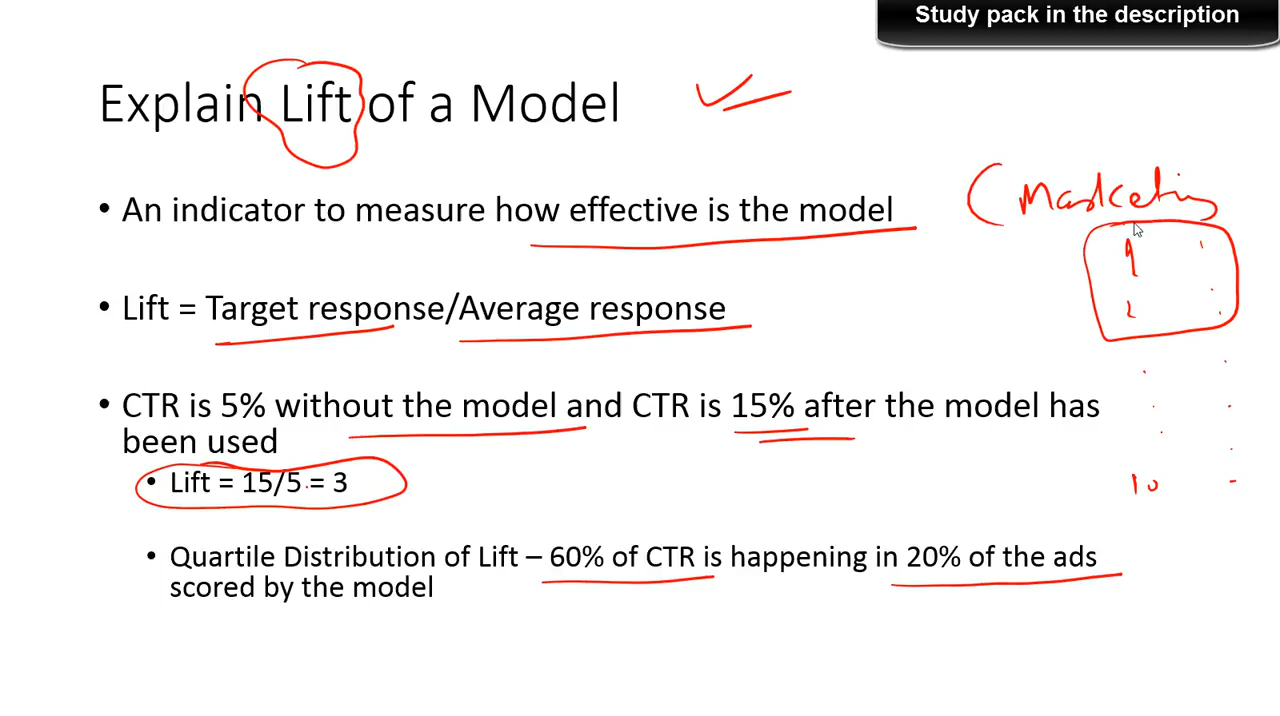 Study pack in the description
Explain Lift of a Model
• An indicator to measure how effective is the model
(Marketing
1
2
• Lift = Target response/Average response
• CTR is 5% without the model and CTR is 15% after the model has
been used
• Lift = 15/5 = 3
10
• Quartile Distribution of Lift – 60% of CTR is happening in 20% of the ads
scored by the model